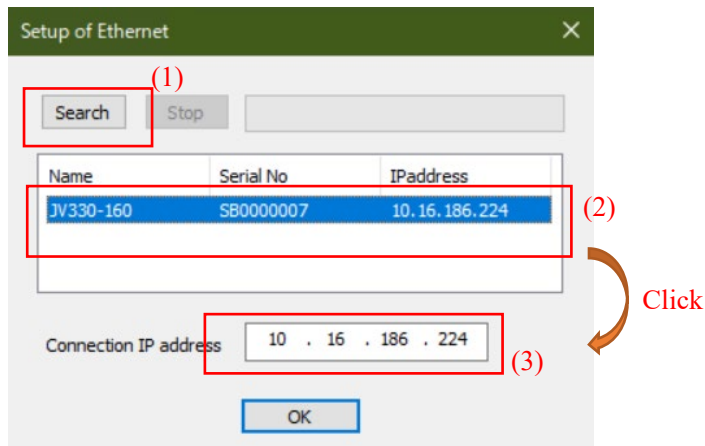 Setup of Ethernet
(1)
Search Stop
Name Serial No IPaddress
JV330-160 SB0000007 10.16.186.224
(2)
Click
Connection IP address 10 . 16 . 186 . 224
(3)
OK